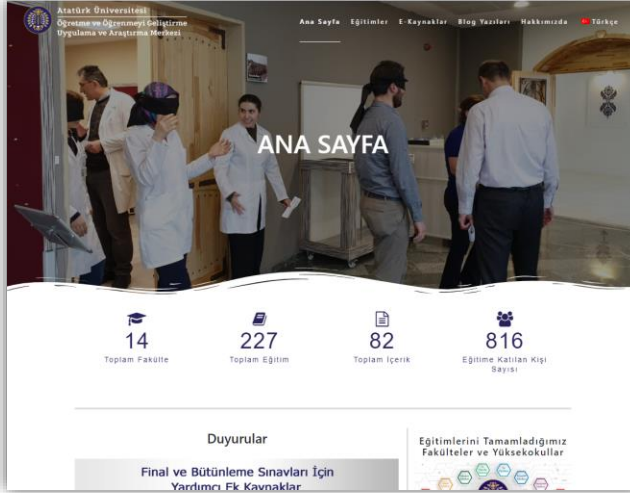 Atatürk Üniversitesi
Öğretme ve Öğrenmeyi Geliştirme
Uygulama ve Araştırma Merkezi
Ana Sayfa Eğitimler E-Kaynaklar Blog Yazıları Hakkımızda Türkçe
ANA SAYFA
14
Toplam Fakülte
227
Toplam Eğitim
82
Toplam İçerik
816
Eğitime Katılan Kişi
Sayısı
Duyurular
Final ve Bütünleme Sınavları İçin
Yardımcı Ek Kaynaklar
Eğitimlerini Tamamladığımız
Fakülteler ve Yüksekokullar